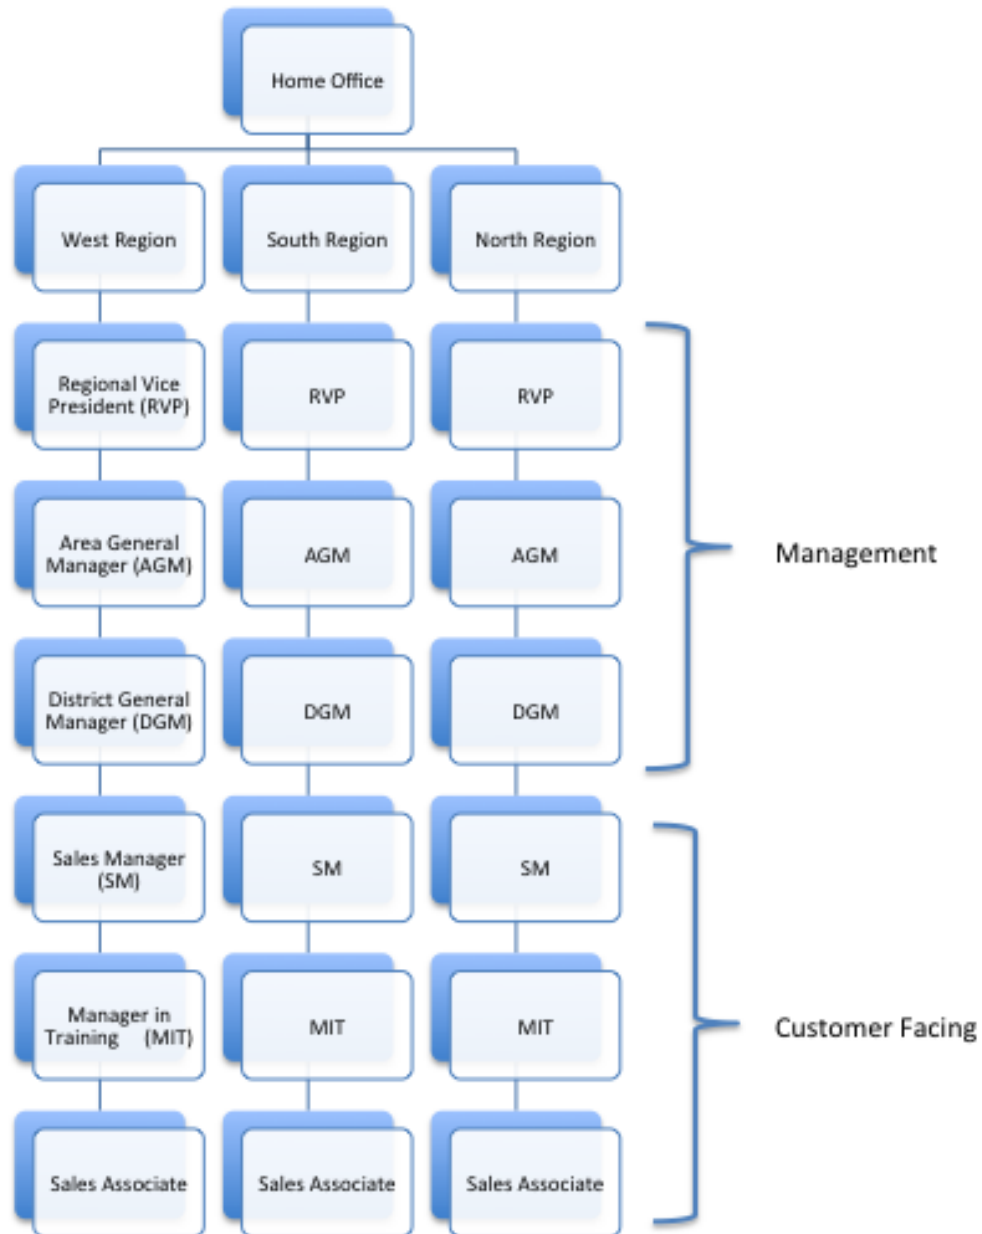 Home Office
West Region
South Region
North Region
Regional Vice
President (RVP)
RVP
RVP
Area General
Manager (AGM)
AGM
AGM
Management
District General
Manager (DGM)
DGM
DGM
Sales Manager
(SM)
SM
SM
Manager in
Training (MIT)
MIT
MIT
Customer Facing
Sales Associate
Sales Associate
Sales Associate